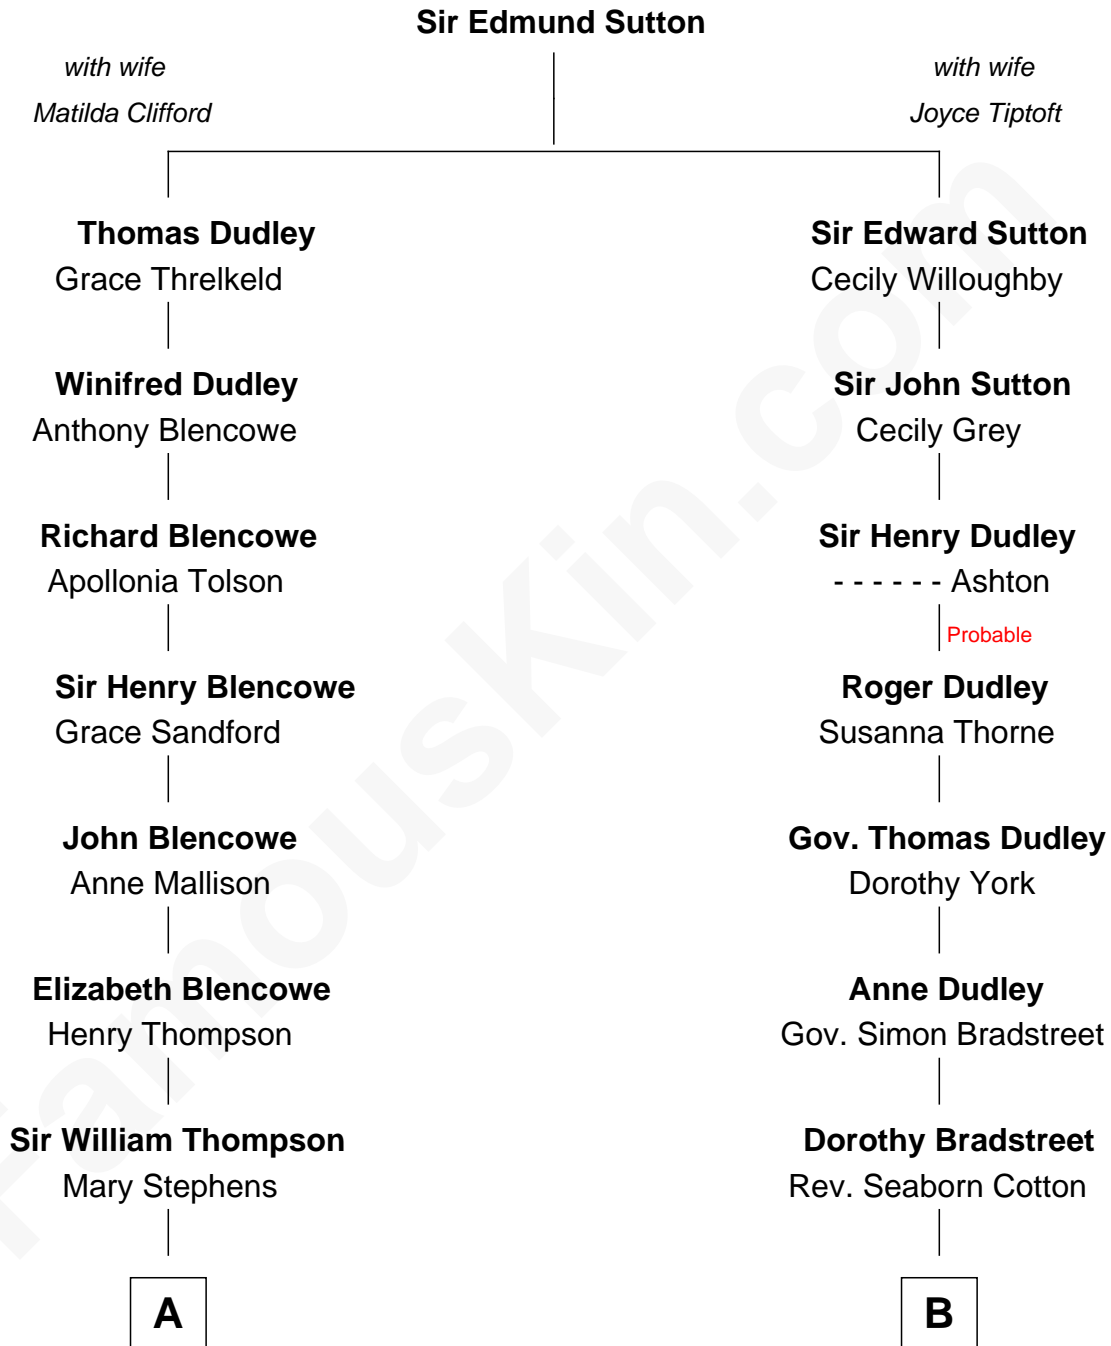 Sir Edmund Sutton
with wife
Matilda Clifford
with wife
Joyce Tiptoft
Thomas Dudley
Grace Threlkeld
Winifred Dudley
Anthony Blencowe
Richard Blencowe
Apollonia Tolson
Sir Henry Blencowe
Grace Sandford
John Blencowe
Anne Mallison
Elizabeth Blencowe
Henry Thompson
Sir William Thompson
Mary Stephens
A
Sir Edward Sutton
Cecily Willoughby
Sir John Sutton
Cecily Grey
Sir Henry Dudley
- - - - - - Ashton
Probable
Roger Dudley
Susanna Thorne
Gov. Thomas Dudley
Dorothy York
Anne Dudley
Gov. Simon Bradstreet
Dorothy Bradstreet
Rev. Seaborn Cotton
B
FamousKin.com